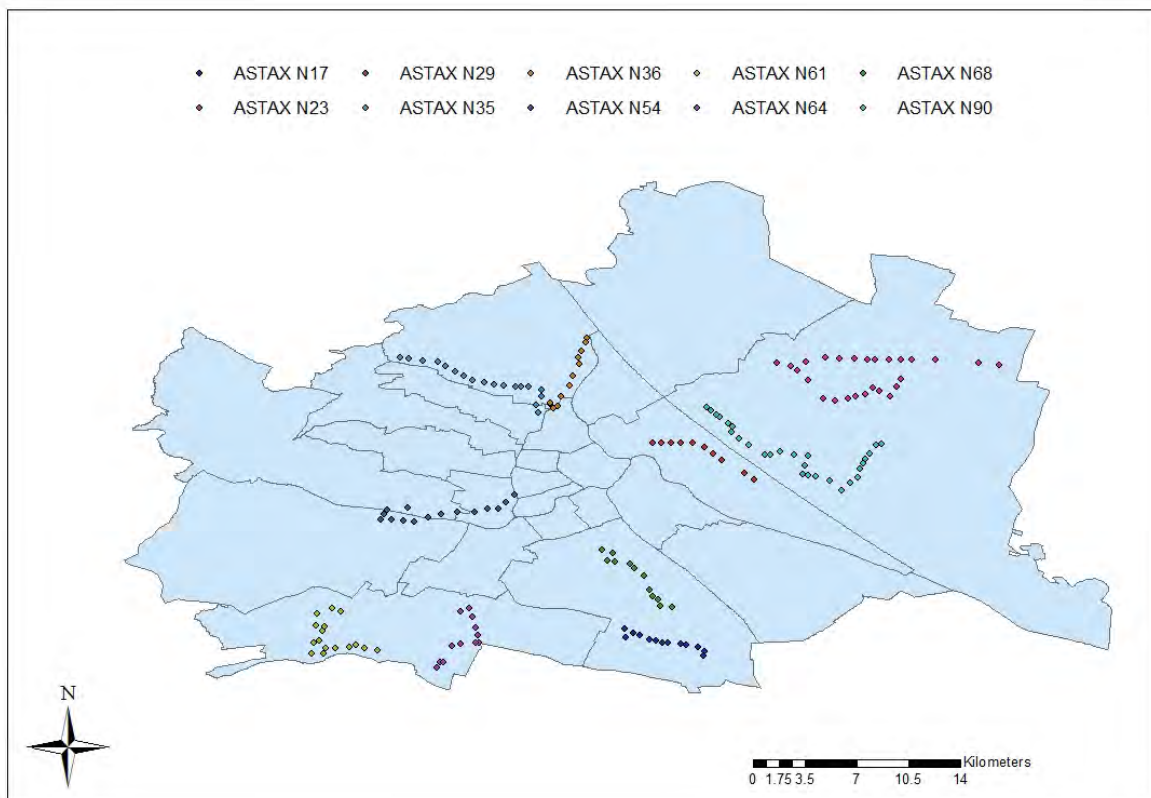 ASTAX N17 ASTAX N29 ASTAX N36 ASTAX N61 ASTAX N68
ASTAX N23 ASTAX N35 ASTAX N54 ASTAX N64 ASTAX N90
N
Kilometers
0 1.75 3.5 7 10.5 14